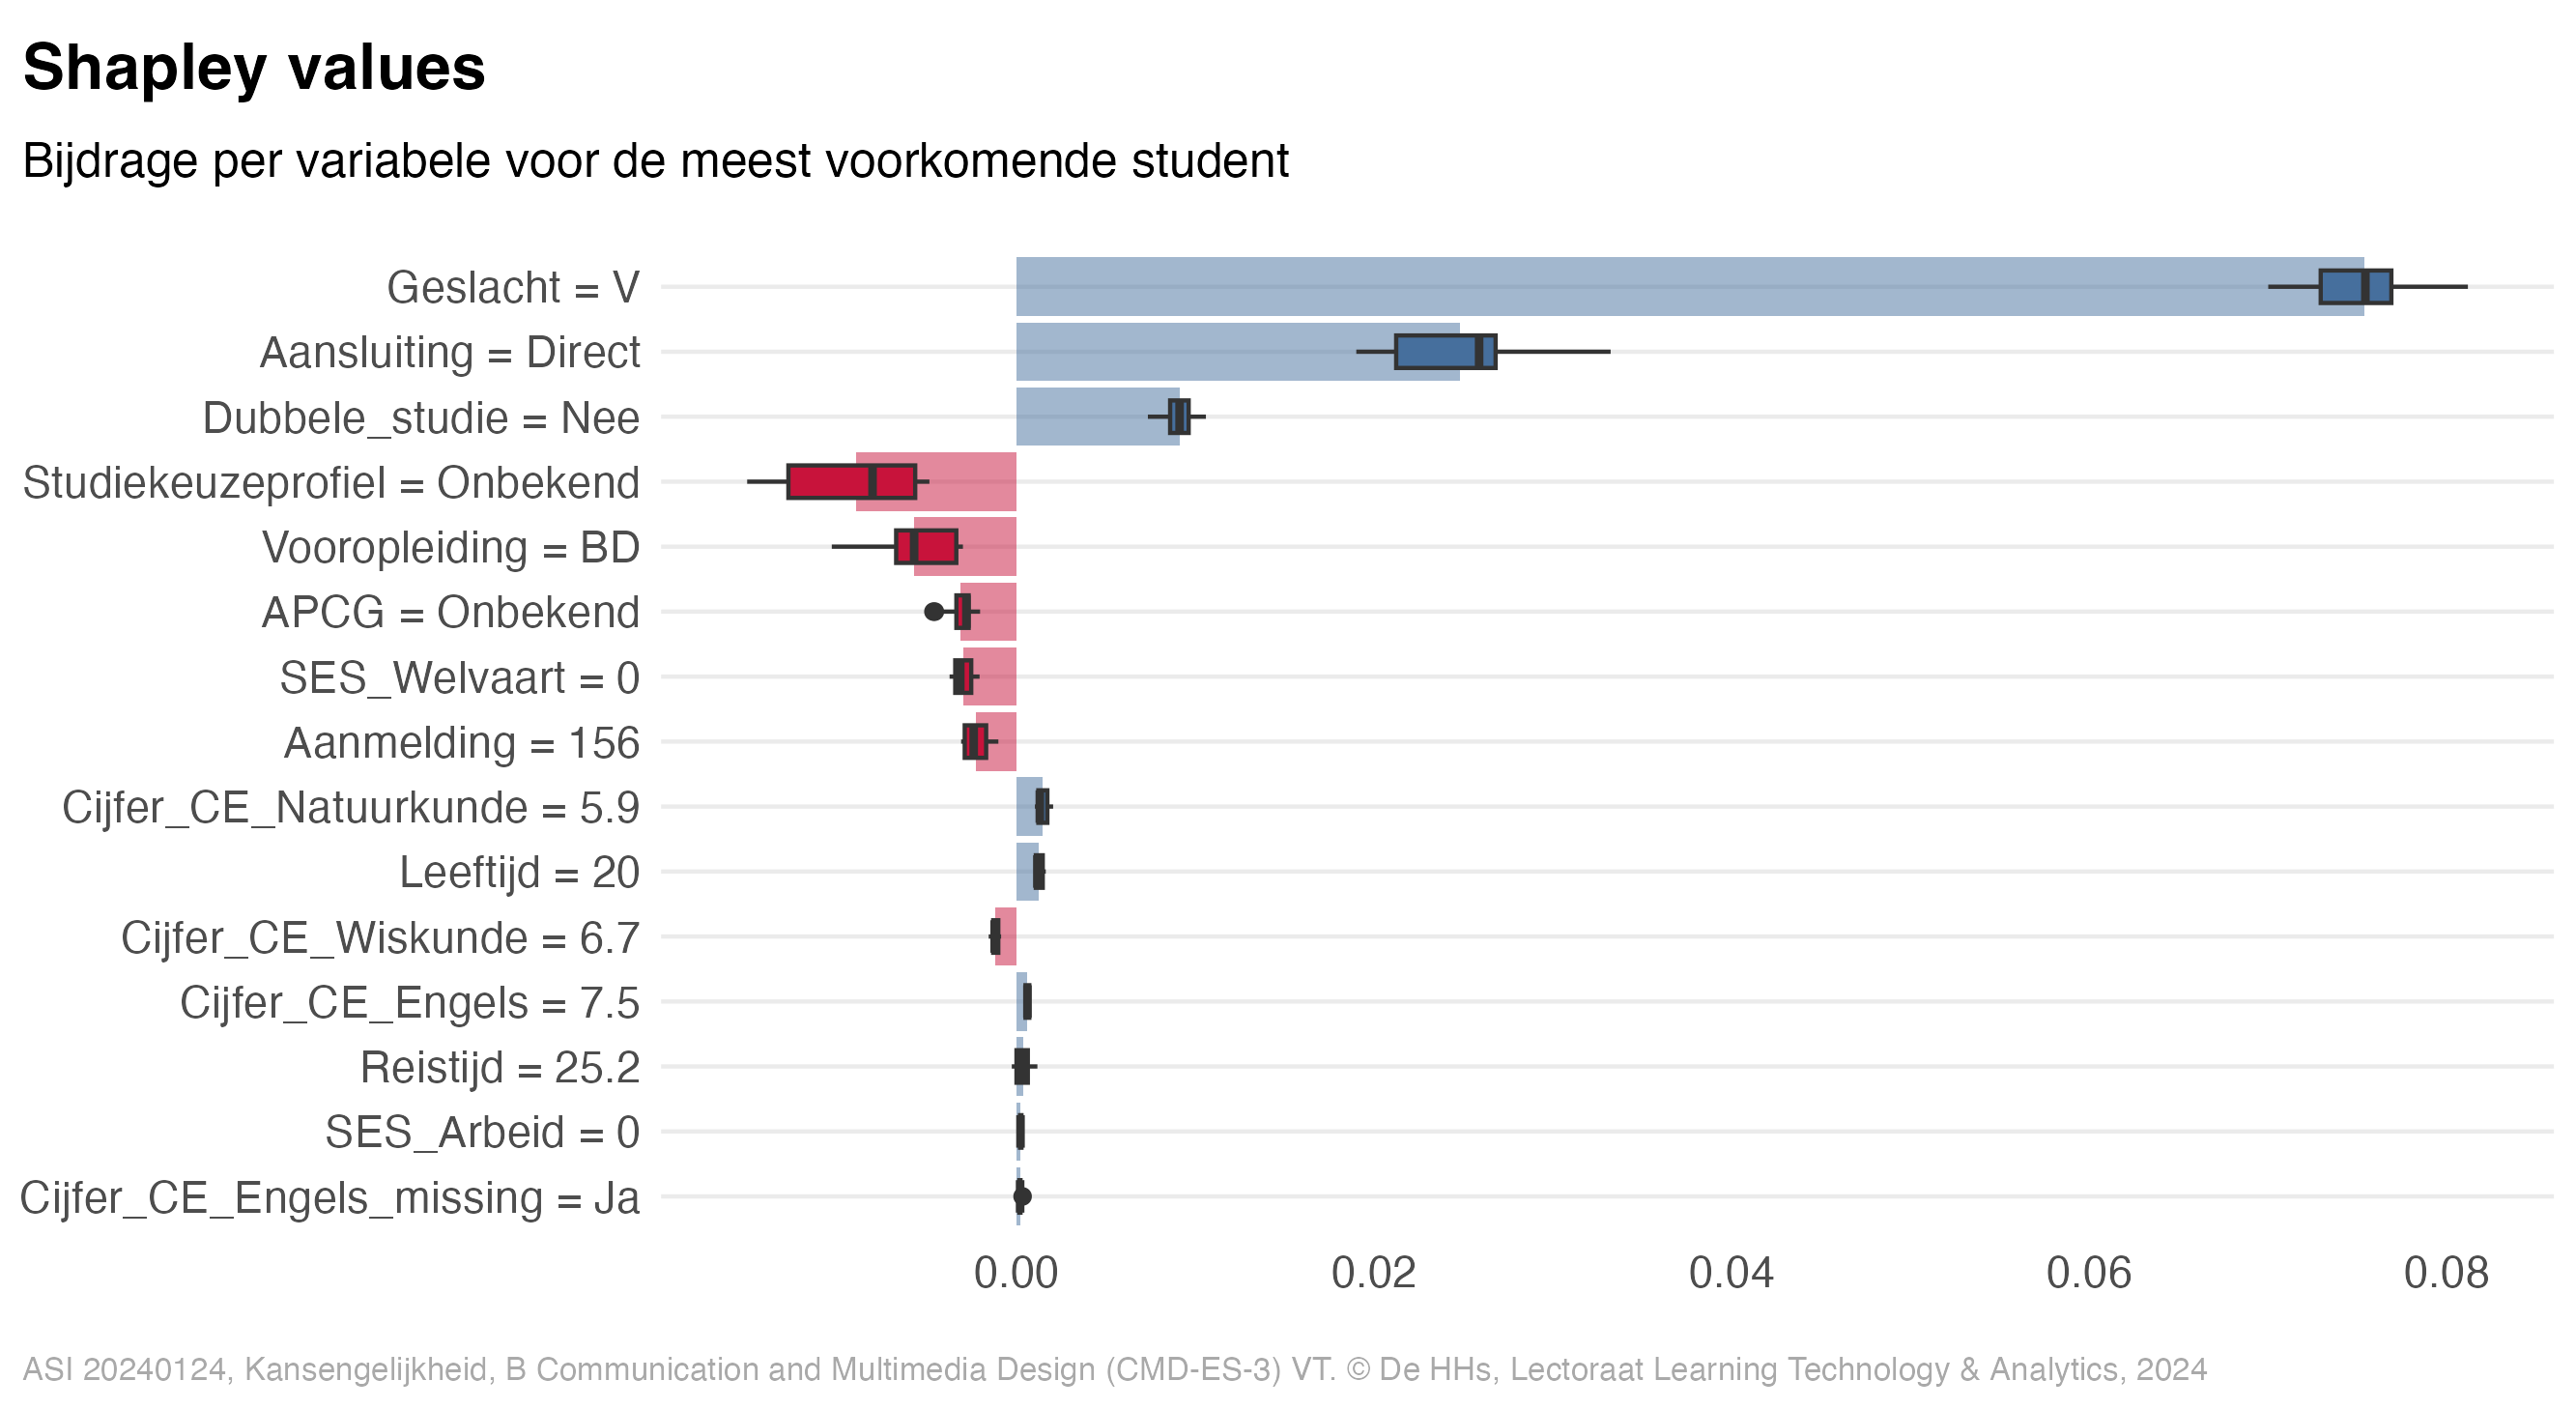 Shapley values
Bijdrage per variabele voor de meest voorkomende student
Geslacht = V
Aansluiting = Direct
Dubbele_studie = Nee
Studiekeuzeprofiel = Onbekend
Vooropleiding = BD
APCG = Onbekend
SES_Welvaart = 0
Aanmelding = 156
Cijfer_CE_Natuurkunde = 5.9
Leeftijd = 20
Cijfer_CE_Wiskunde = 6.7
Cijfer_CE_Engels = 7.5
Reistijd = 25.2
SES_Arbeid = 0
Cijfer_CE_Engels_missing = Ja
0.00 0.02 0.04 0.06 0.08
ASI 20240124, Kansengelijkheid, B Communication and Multimedia Design (CMD-ES-3) VT. © De HHs, Lectoraat Learning Technology & Analytics, 2024